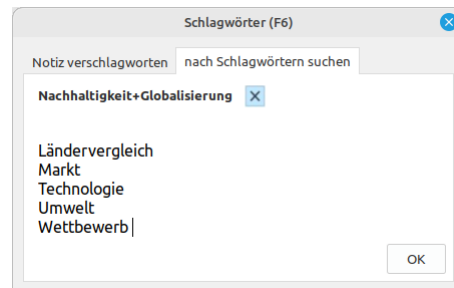 Schlagwörter (F6)
Notiz verschlagworten nach Schlagwörtern suchen
Nachhaltigkeit+Globalisierung
Ländervergleich
Markt
Technologie
Umwelt
Wettbewerb
OK